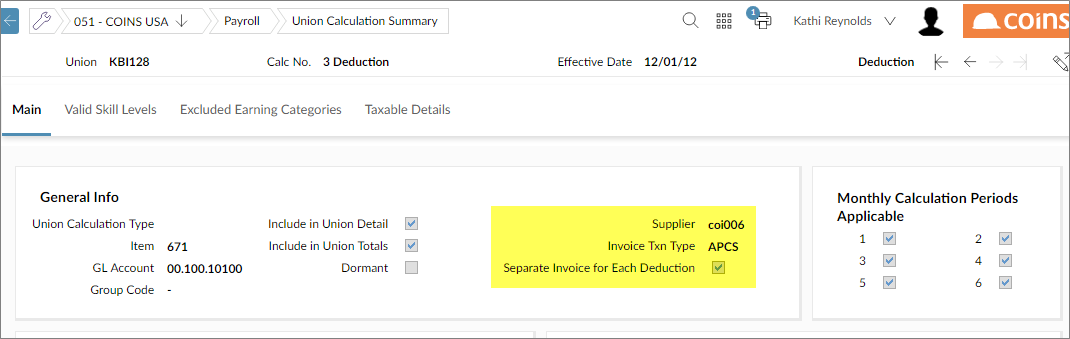 051 - COINS USA Payroll Union Calculation Summary 1 Kathi Reynolds coins
Union KBI128 Calc No. 3 Deduction Effective Date 12/01/12 Deduction
Main Valid Skill Levels Excluded Earning Categories Taxable Details
General Info
Union Calculation Type Include in Union Detail Supplier coi006
Item 671 Include in Union Totals Invoice Txn Type APCS
GL Account 00.100.10100 Dormant Separate Invoice for Each Deduction
Group Code -
Monthly Calculation Periods
Applicable
1 2
3 4
5 6